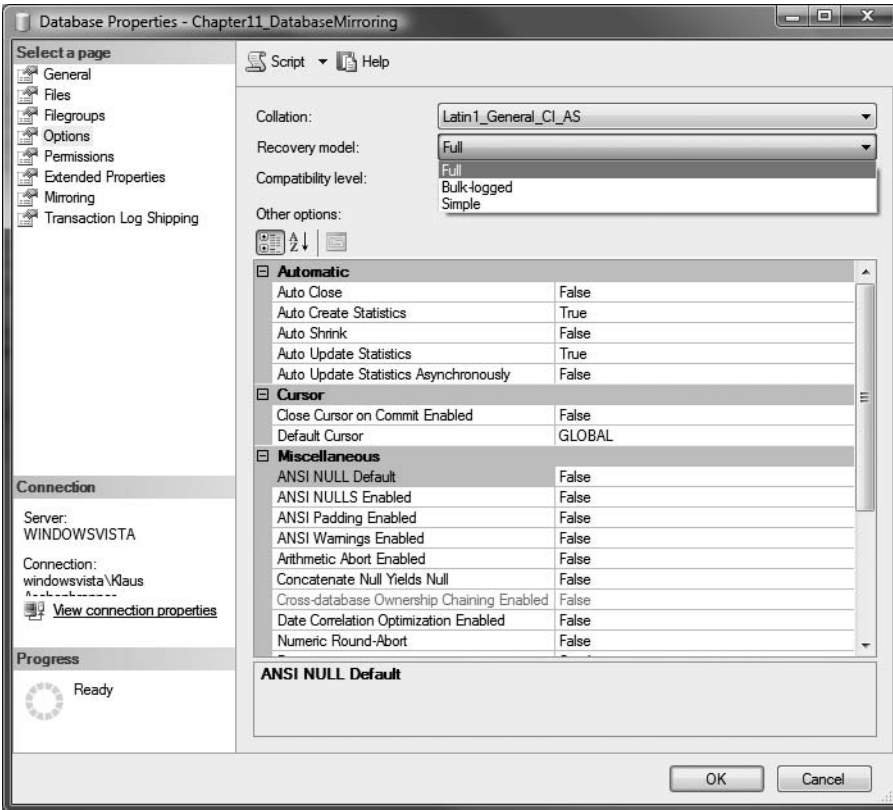 Database Properties - Chapter11_DatabaseMirroring
Select a page
General
Files
Filegroups
Options
Permissions
Extended Properties
Mirroring
Transaction Log Shipping
Script
Help
Collation: Latin1_General_CI_AS
Recovery model: Full
Full
Bulk-logged
Simple
Compatibility level:
Other options:
Automatic
Auto Close False
Auto Create Statistics True
Auto Shrink False
Auto Update Statistics True
Auto Update Statistics Asynchronously False
Cursor
Close Cursor on Commit Enabled False
Default Cursor GLOBAL
Miscellaneous
ANSI NULL Default False
ANSI NULLS Enabled False
ANSI Padding Enabled False
ANSI Warnings Enabled False
Arithmetic Abort Enabled False
Concatenate Null Yields Null False
Cross-database Ownership Chaining Enabled False
Date Correlation Optimization Enabled False
Numeric Round-Abort False
ANSI NULL Default
Connection
Server:
WINDOWSVISTA
Connection:
windowsvista\Klaus
View connection properties
Progress
Ready
OK
Cancel